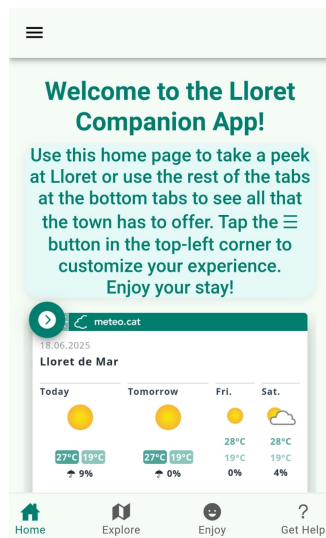 Welcome to the Lloret
Companion App!
Use this home page to take a peek
at Lloret or use the rest of the tabs
at the bottom tabs to see all that
the town has to offer. Tap the ☰
button in the top-left corner to
customize your experience.
Enjoy your stay!
meteo.cat
18.06.2025
Lloret de Mar
Today Tomorrow Fri. Sat.
28°C 28°C
27°C 19°C 27°C 19°C 19°C 19°C
9% 0% 0% 4%
Home Explore Enjoy Get Help